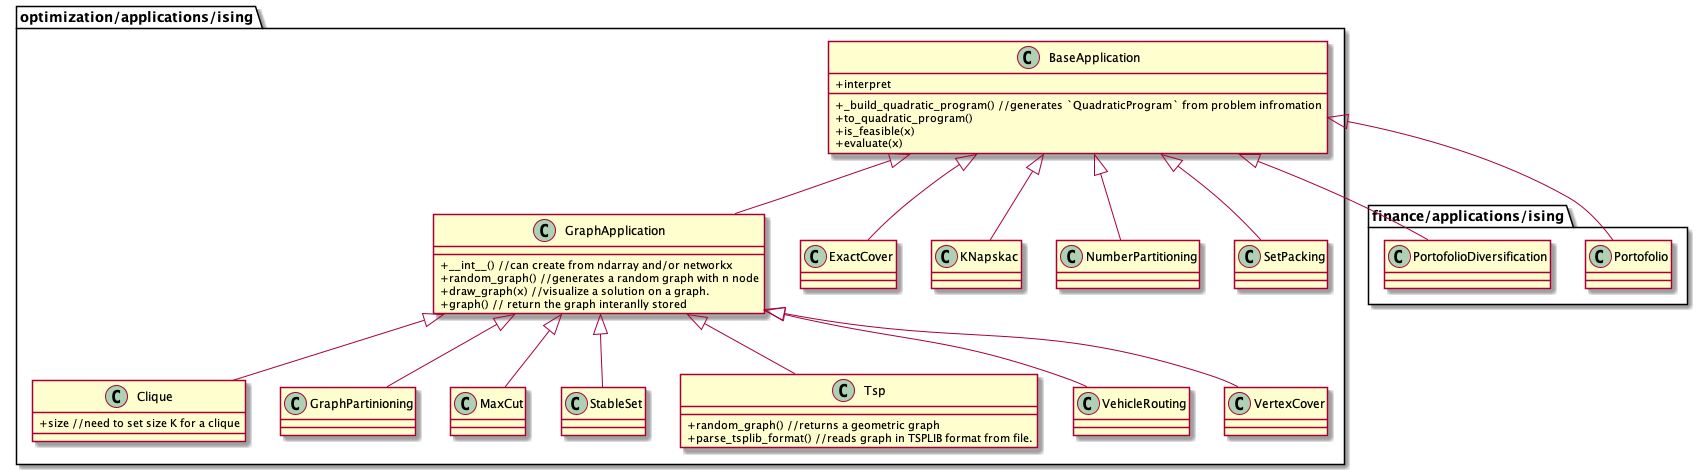 optimization/applications/ising
C BaseApplication
+interpret
+_build_quadratic_program() //generates `QuadraticProgram` from problem infromation
+to_quadratic_program()
+is_feasible(x)
+evaluate(x)
finance/applications/ising
C GraphApplication
+__int__() //can create from ndarray and/or networkx
+random_graph() //generates a random graph with n node
+draw_graph(x) //visualize a solution on a graph.
+graph() // return the graph interanlly stored
C ExactCover
C KNapskac
C NumberPartitioning
C SetPacking
C PortofolioDiversification
C Portofolio
C Clique
+size //need to set size K for a clique
C GraphPartinioning
C MaxCut
C StableSet
C Tsp
+random_graph() //returns a geometric graph
+parse_tsplib_format() //reads graph in TSPLIB format from file.
C VehicleRouting
C VertexCover